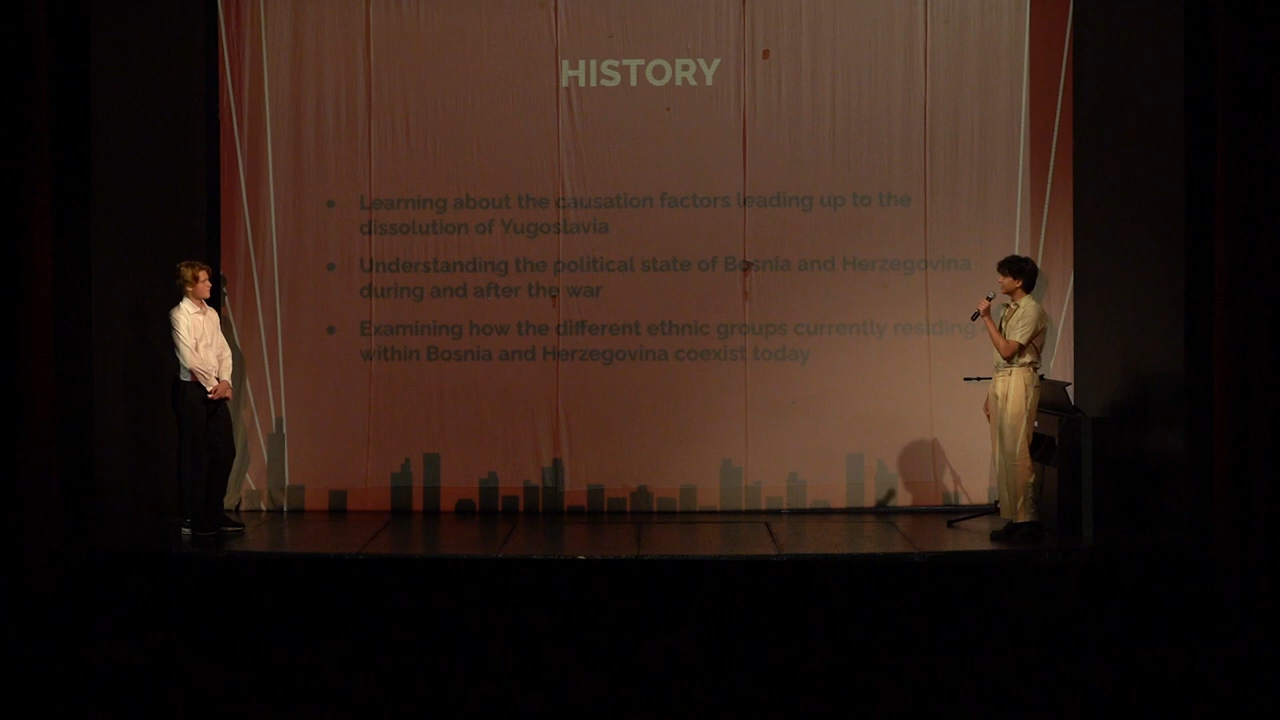 HISTORY
● Learning about the causation factors leading up to the
dissolution of Yugoslavia
● Understanding the political state of Bosnia and Herzegovina
during and after the war
● Examining how the different ethnic groups currently residing
within Bosnia and Herzegovina coexist today